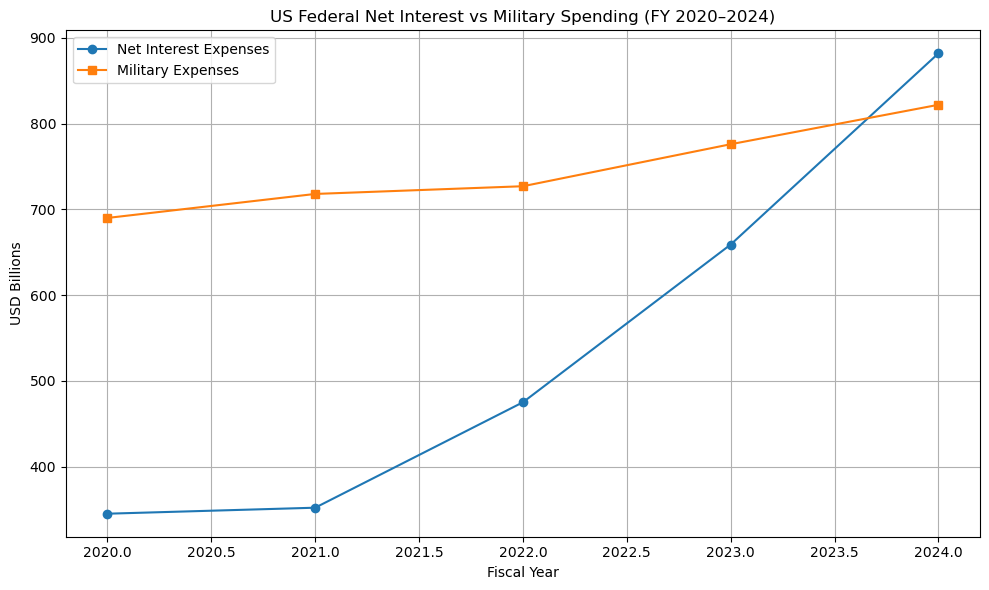 US Federal Net Interest vs Military Spending (FY 2020–2024)
Net Interest Expenses
Military Expenses
900
800
700
600
500
400
USD Billions
2020.0 2020.5 2021.0 2021.5 2022.0 2022.5 2023.0 2023.5 2024.0
Fiscal Year